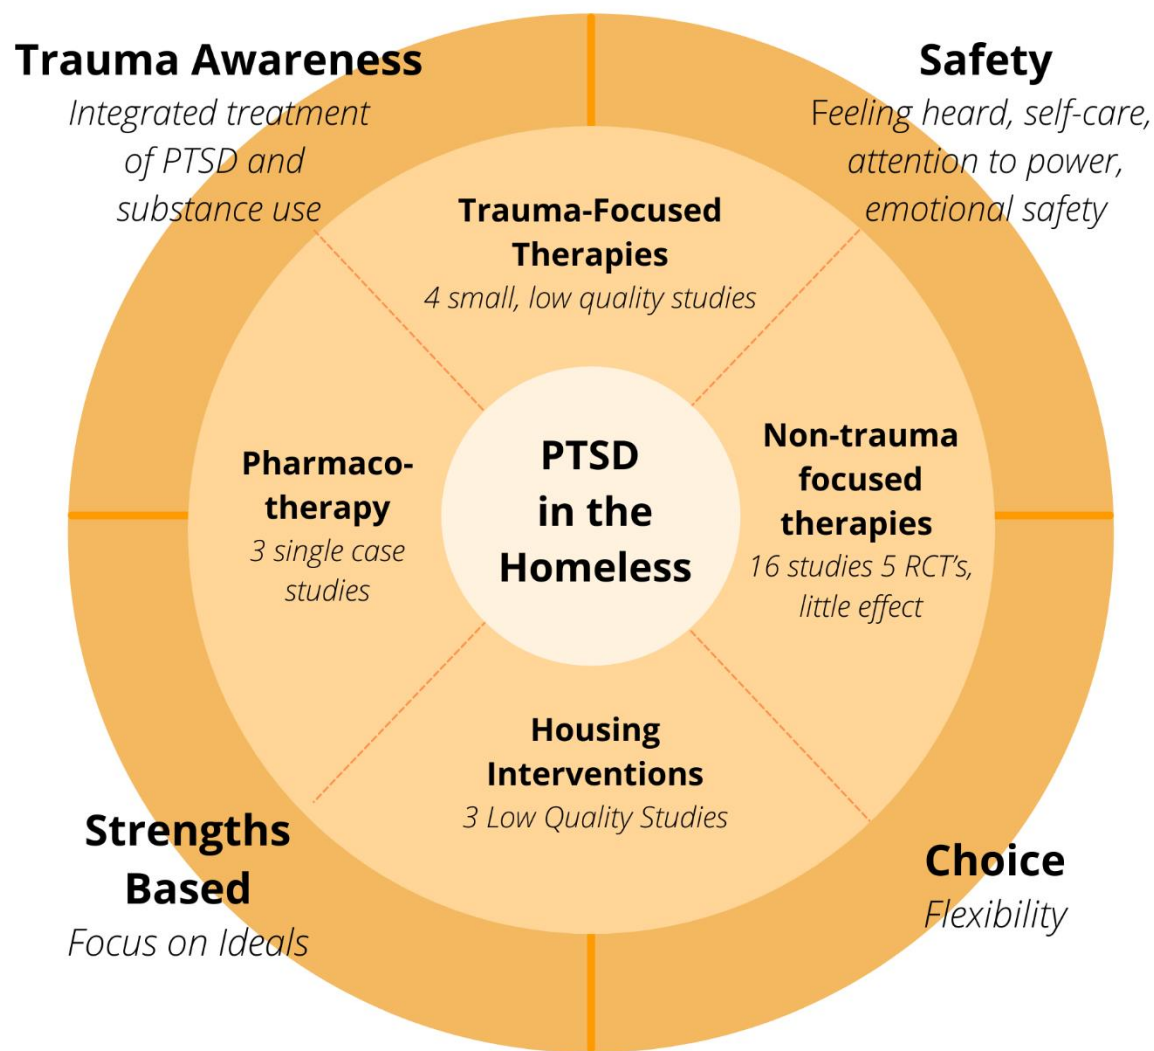 Trauma Awareness
Integrated treatment
of PTSD and
substance use
Safety
Feeling heard, self-care,
attention to power,
emotional safety
Trauma-Focused
Therapies
4 small, low quality studies
Pharmaco-
therapy
3 single case
studies
PTSD
in the
Homeless
Non-trauma
focused
therapies
16 studies 5 RCT's,
little effect
Housing
Interventions
3 Low Quality Studies
Strengths
Based
Focus on Ideals
Choice
Flexibility